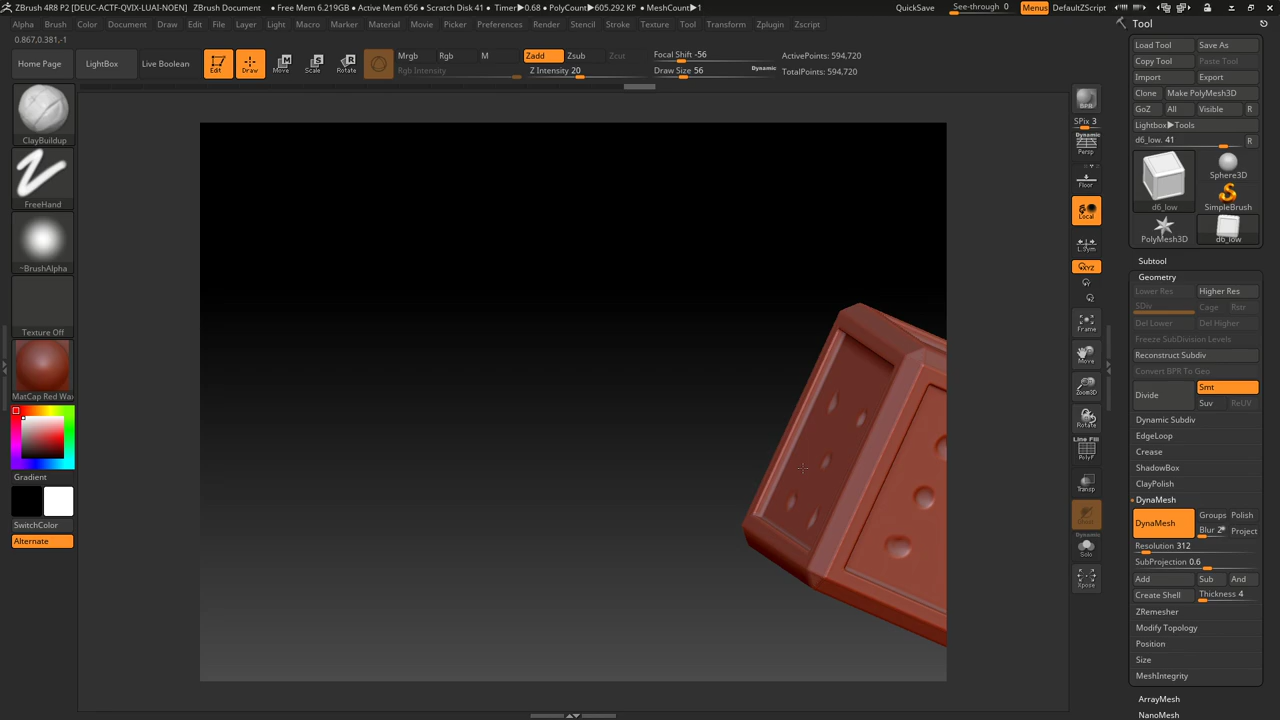 ZBrush 4R8 P2 [DEUC-ACTF-QVIX-LUAI-NOEN] ZBrush Document • Free Mem 6.219GB • Active Mem 656 • Scratch Disk 41 • Timer▶0.68 • PolyCount▶605.292 KP • MeshCount▶1 QuickSave See-through 0 Menus DefaultZScript
Alpha Brush Color Document Draw Edit File Layer Light Macro Marker Material Movie Picker Preferences Render Stencil Stroke Texture Tool Transform Zplugin Zscript
0.867,0.381,-1
Home Page
LightBox
Live Boolean
Edit
Draw
Move
Scale
Rotate
Mrgb Rgb M
Rgb Intensity
Zadd Zsub Zcut
Z Intensity 20
Focal Shift -56
Draw Size 56
Dynamic
ActivePoints: 594,720
TotalPoints: 594,720
ClayBuildup
FreeHand
~BrushAlpha
Texture Off
MatCap Red Wa
Gradient
SwitchColor
Alternate
BPR
SPix 3
Dynamic
Persp
Floor
Local
L.Sym
XYZ
Frame
Move
Zoom3D
Rotate
Line Fill
PolyF
Transp
Ghost
Dynamic
Solo
Xpose
Tool
Load Tool Save As
Copy Tool Paste Tool
Import Export
Clone Make PolyMesh3D
GoZ All Visible R
Lightbox▶Tools
d6_low. 41 R
d6_low
Sphere3D
SimpleBrush
PolyMesh3D
d6_low
Subtool
Geometry
Lower Res Higher Res
SDiv Cage Rstr
Del Lower Del Higher
Freeze SubDivision Levels
Reconstruct Subdiv
Convert BPR To Geo
Divide
Smt
Suv ReUV
Dynamic Subdiv
EdgeLoop
Crease
ShadowBox
ClayPolish
DynaMesh
DynaMesh
Groups Polish
Blur 2 Project
Resolution 312
SubProjection 0.6
Add Sub And
Create Shell Thickness 4
ZRemesher
Modify Topology
Position
Size
MeshIntegrity
ArrayMesh
NanoMesh